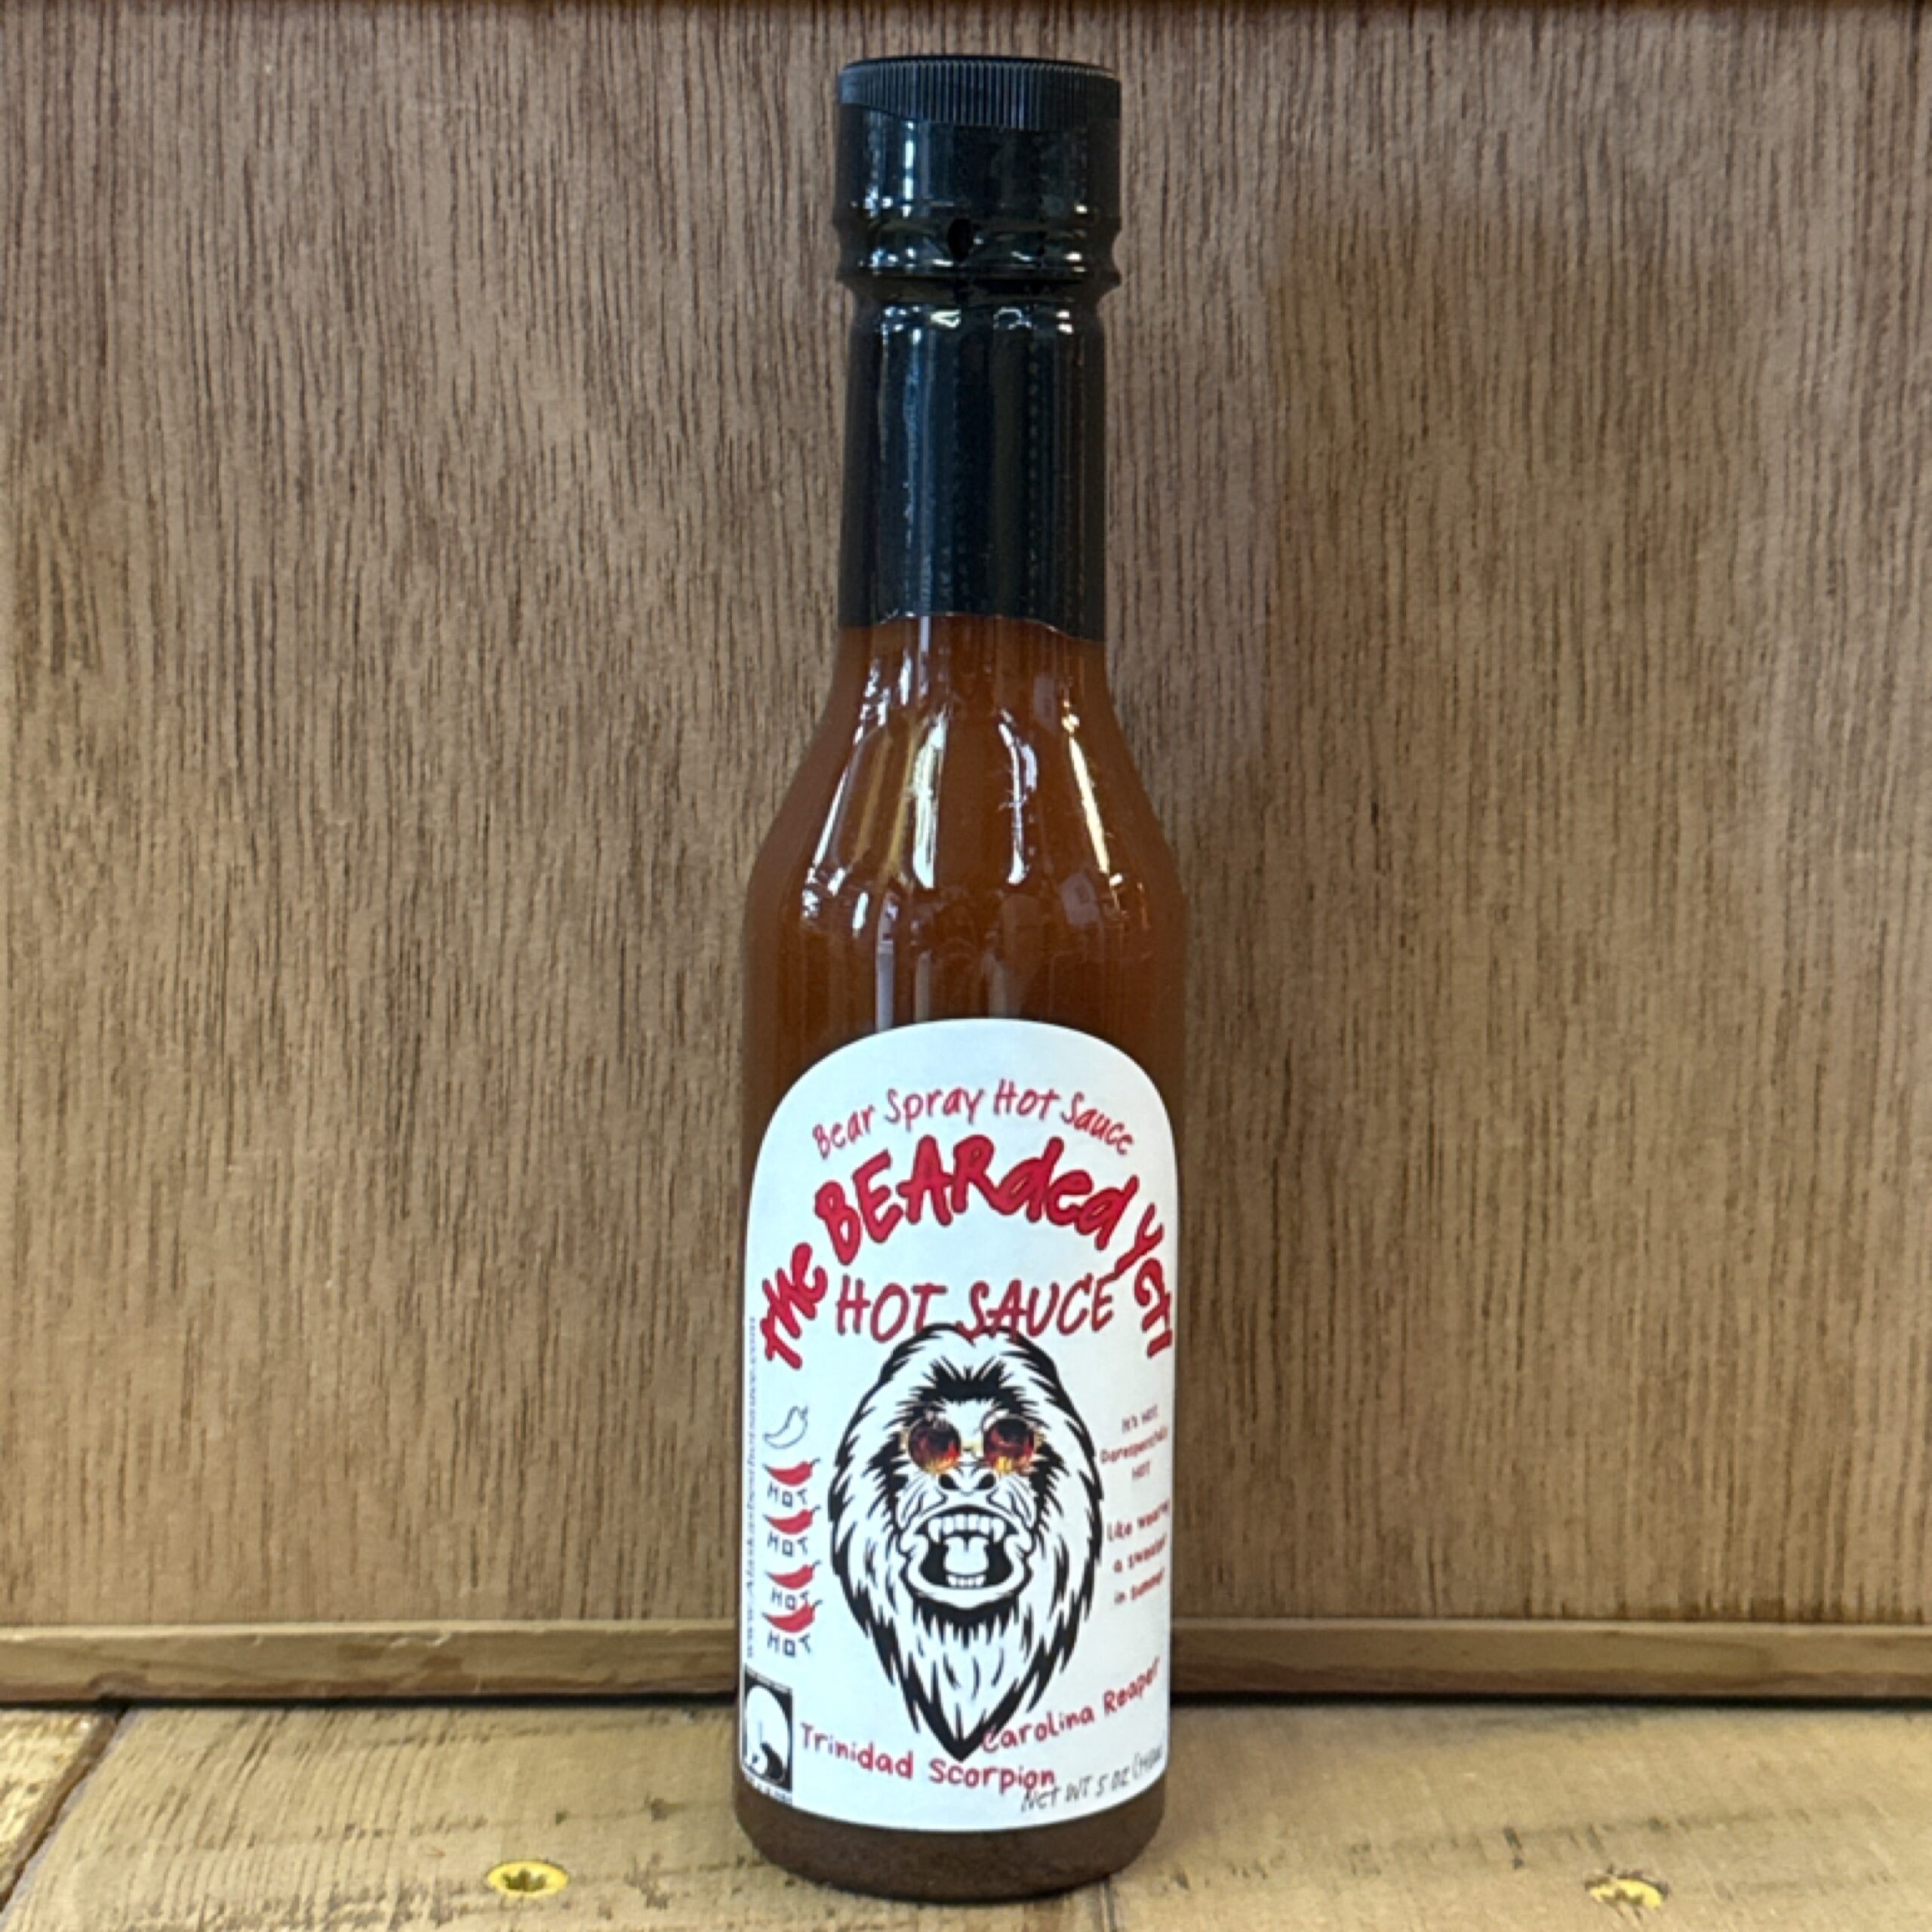 Bear Spray Hot Sauce
The BEARded Yeti
HOT SAUCE
HOT
HOT
HOT
HOT
It's HOT
HOT
like wearing
a sweater
in summer
Carolina Reaper
Trinidad Scorpion
Net WT 5 OZ